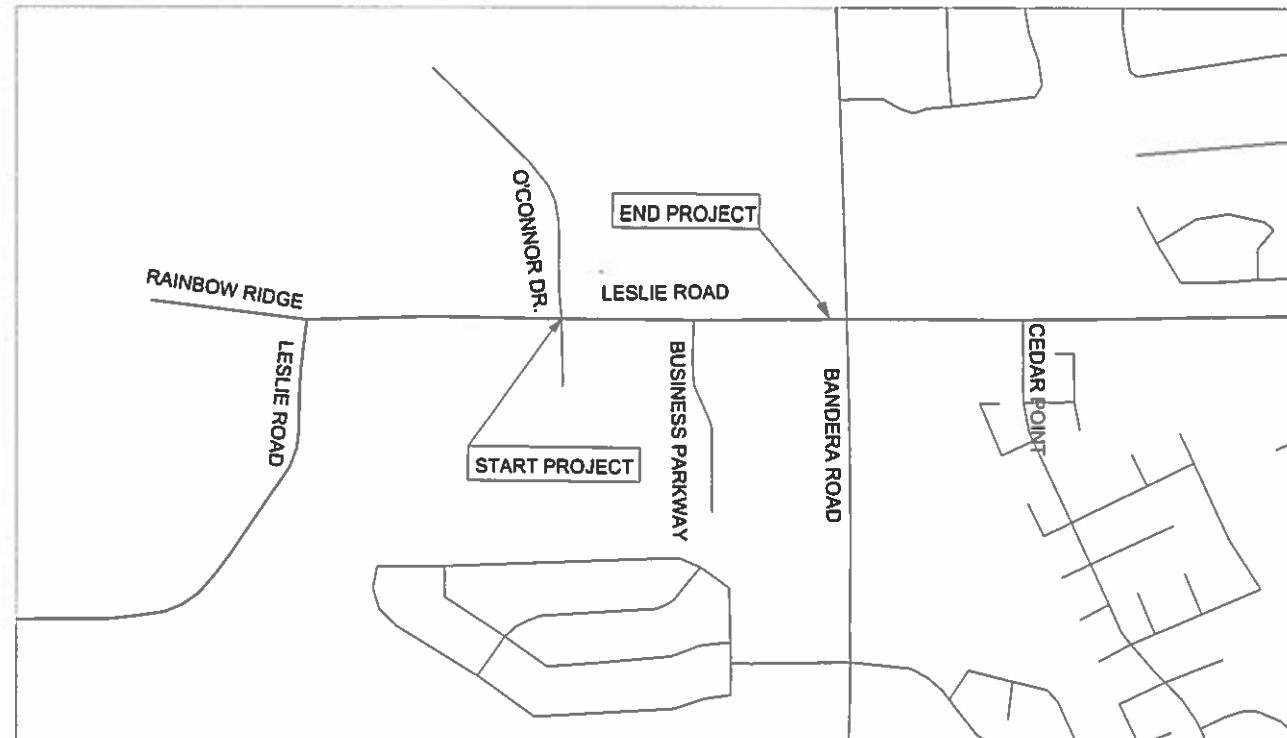 O'CONNOR DR.
END PROJECT
RAINBOW RIDGE
LESLIE ROAD
LESLIE ROAD
START PROJECT
BUSINESS PARKWAY
BANDERA ROAD
CEDAR POINT